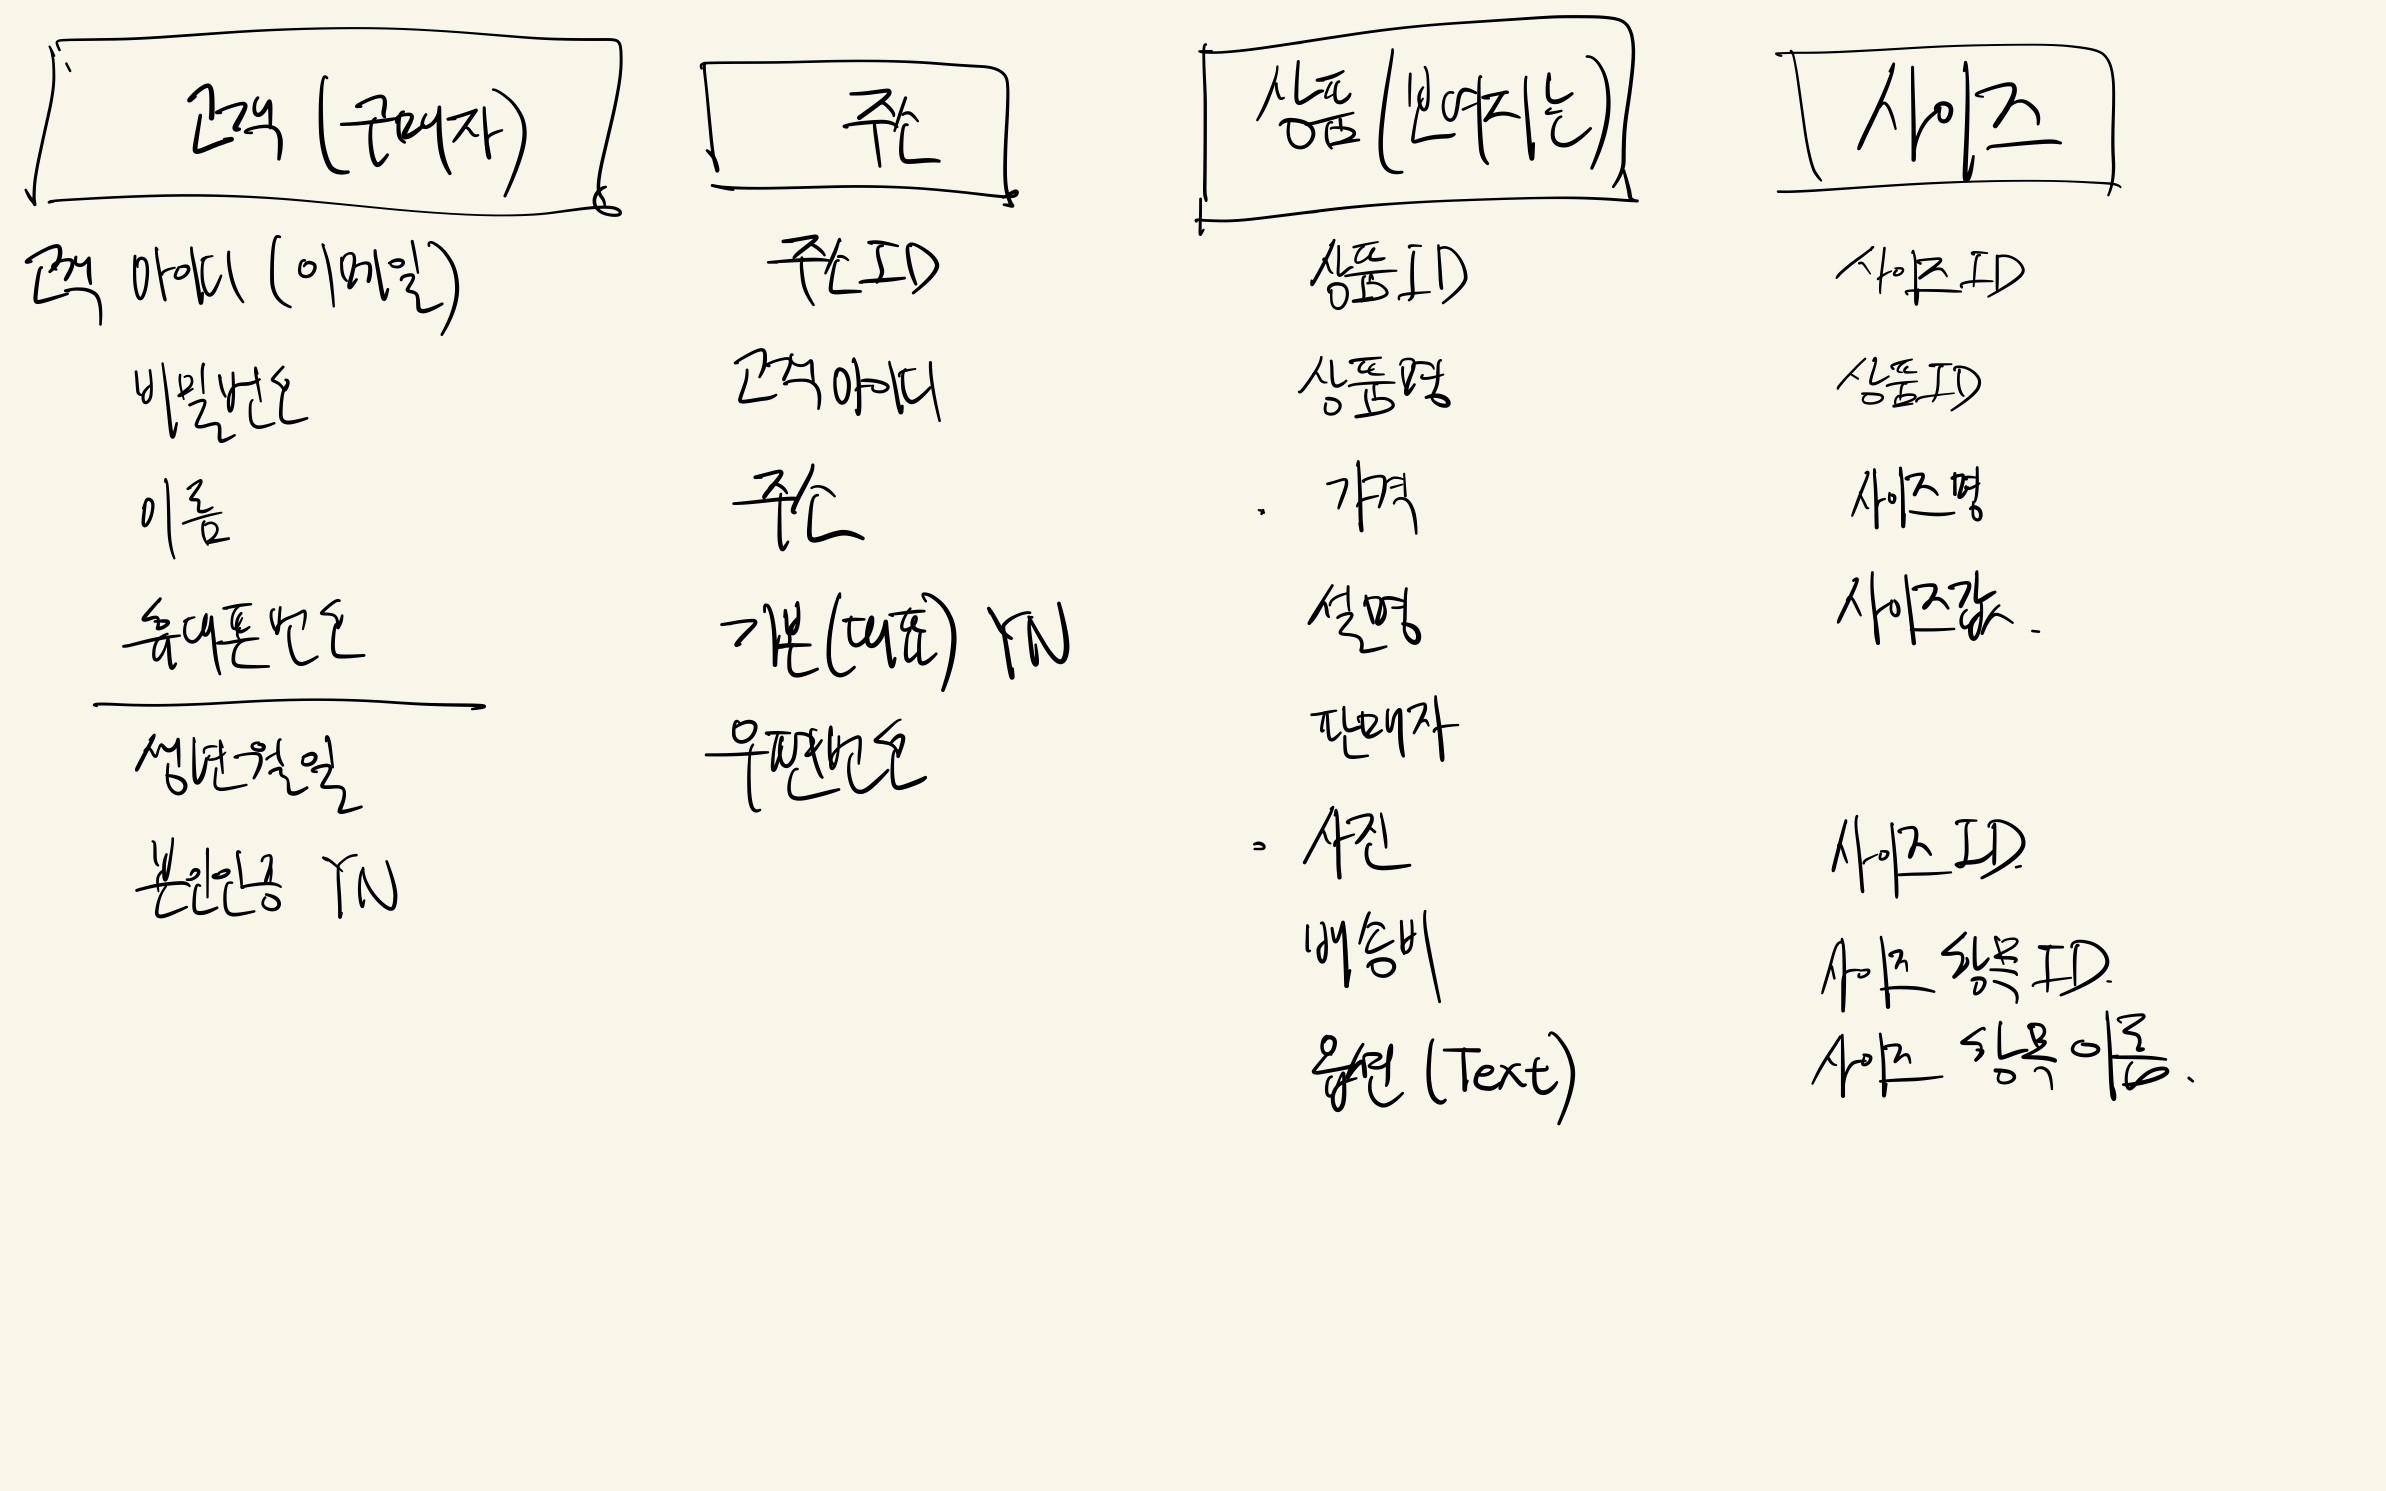 고객 (구매자)
고객 아이디 (이메일)
비밀번호
이름
휴대폰번호
생년월일
본인인증 YN
주소
주소ID
고객아이디
주소
기본(대표) YN
우편번호
상품 (보여지는)
상품ID
상품명
가격
설명
판매자
사진
배송비
옵션 (Text)
사이즈
사이즈ID
상품ID
사이즈명
사이즈값.
사이즈ID.
사이즈 항목ID.
사이즈 항목 이름.